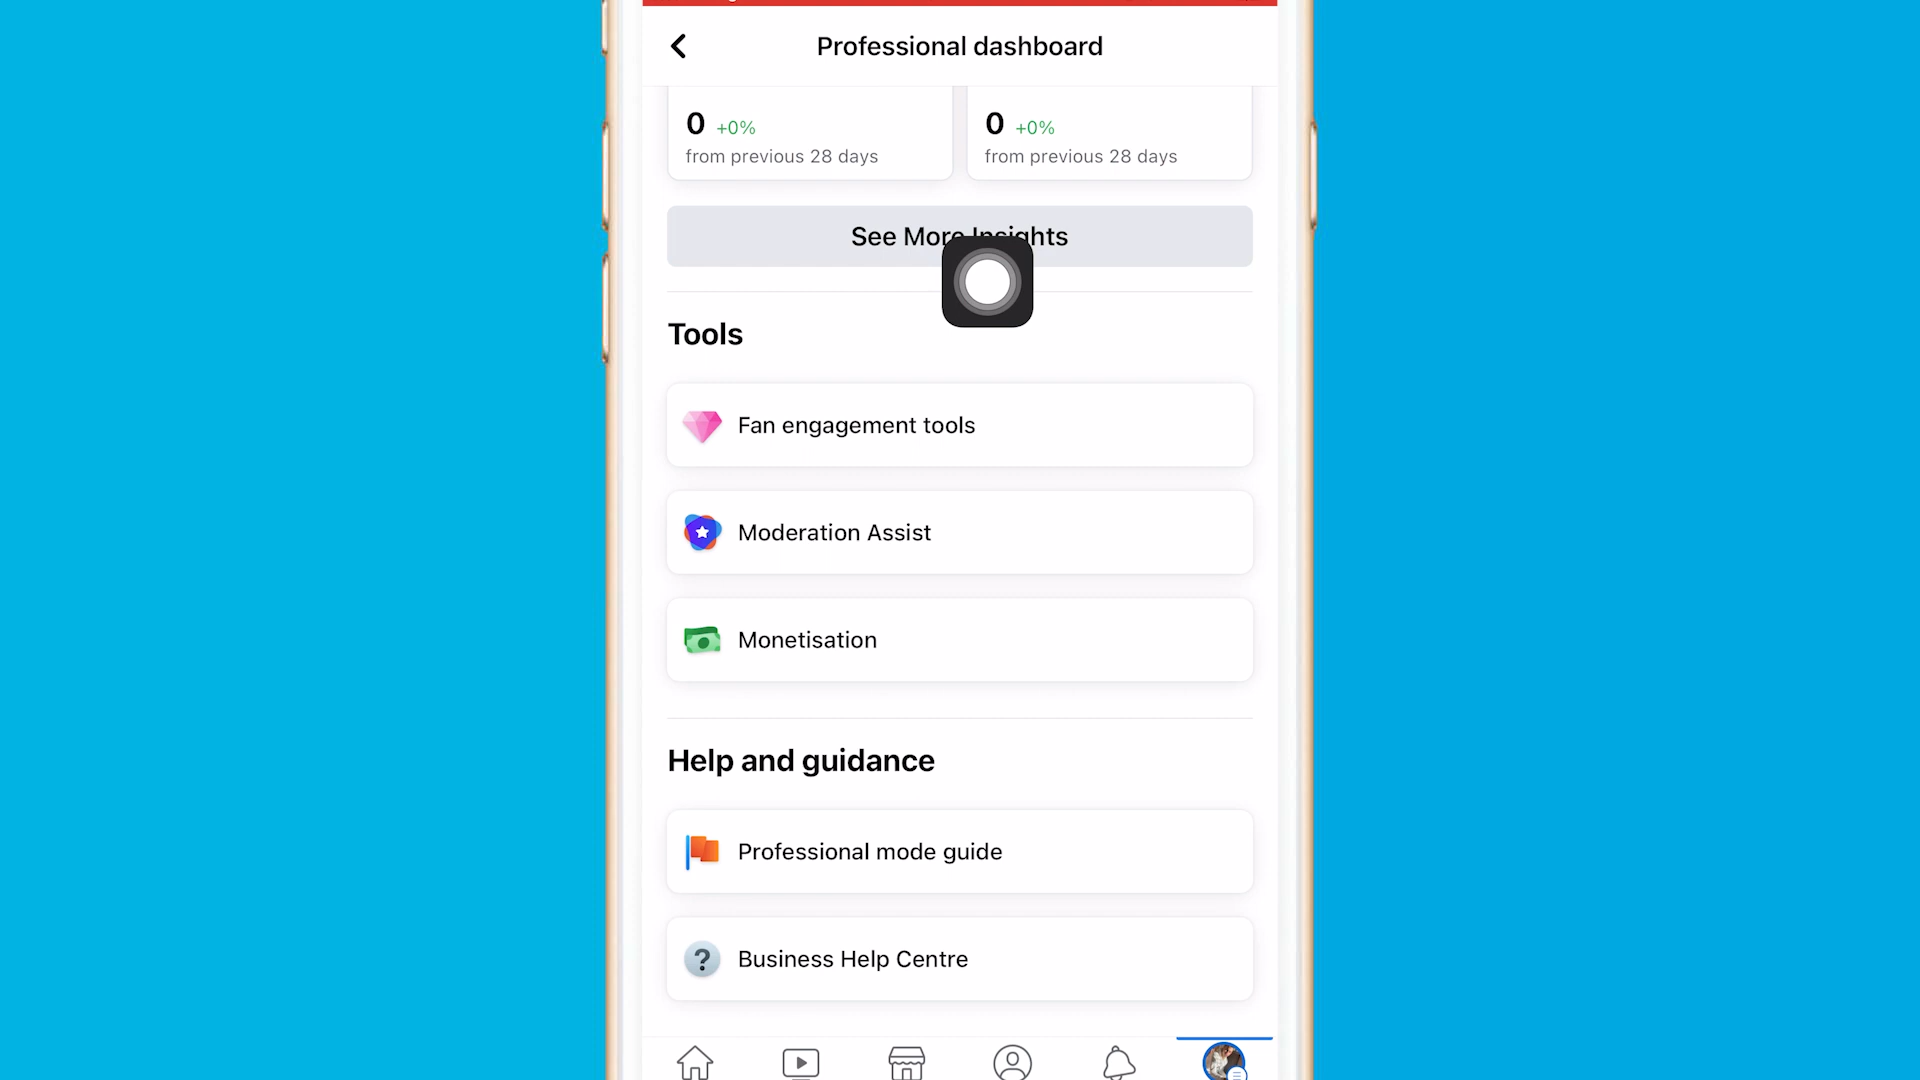 Professional dashboard
0 +0%
from previous 28 days
0 +0%
from previous 28 days
See More Insights
Tools
Fan engagement tools
Moderation Assist
Monetisation
Help and guidance
Professional mode guide
?
Business Help Centre